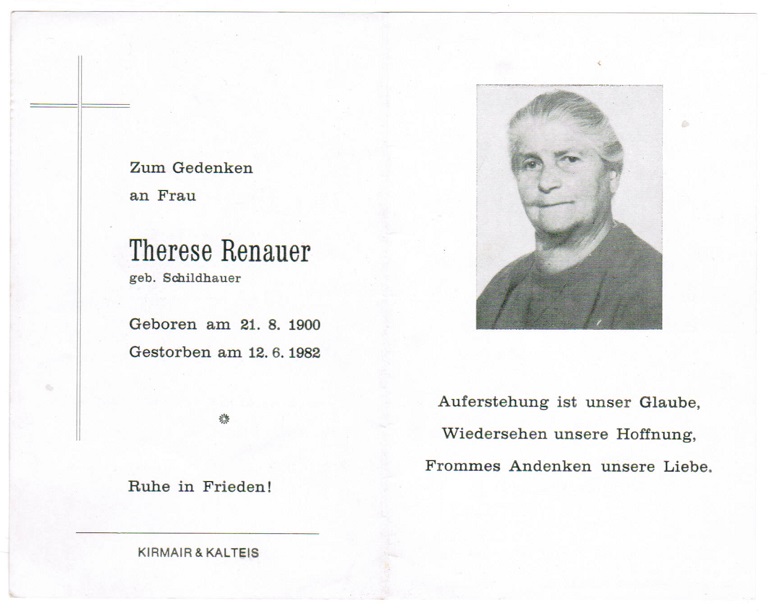 Zum Gedenken
an Frau
Therese Renauer
geb. Schildhauer
Geboren am 21. 8. 1900
Gestorben am 12. 6. 1982
Ruhe in Frieden!
KIRMAIR & KALTEIS
Auferstehung ist unser Glaube,
Wiedersehen unsere Hoffnung,
Frommes Andenken unsere Liebe.